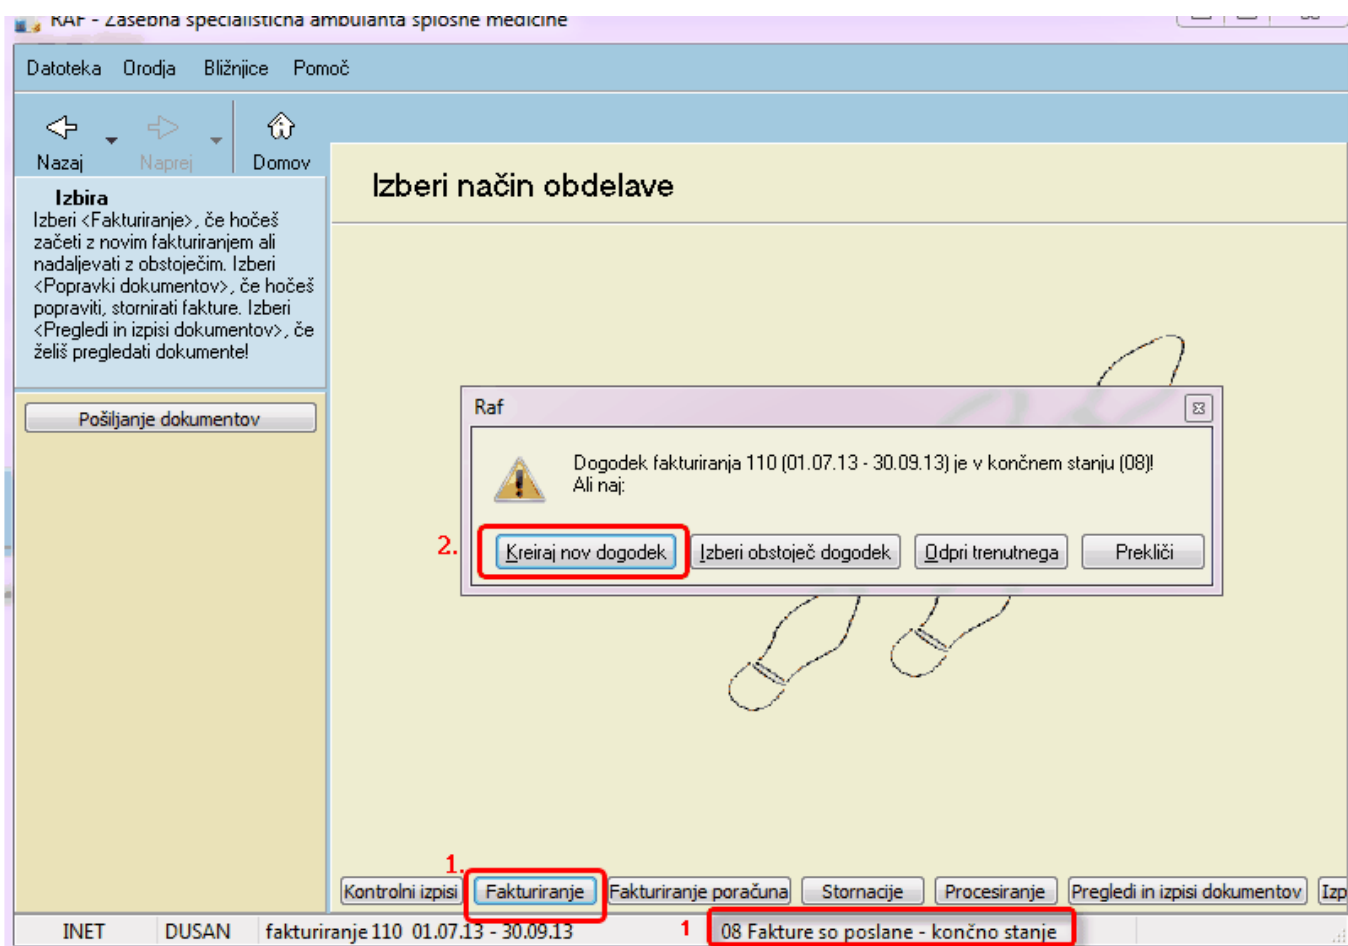 RAF - Zasebna specialistična ambulanta splošne medicine
Datoteka Orodja Bližnjice Pomoč
Nazaj Naprej Domov
Izbira
Izberi <Fakturiranje>, če hočeš
začeti z novim fakturiranjem ali
nadaljevati z obstoječim. Izberi
<Popravki dokumentov>, če hočeš
popraviti, stornirati fakture. Izberi
<Pregledi in izpisi dokumentov>, če
želiš pregledati dokumente!
Pošiljanje dokumentov
Izberi način obdelave
Raf
Dogodek fakturiranja 110 (01.07.13 - 30.09.13) je v končnem stanju (08)!
Ali naj:
2.
Kreiraj nov dogodek Izberi obstoječ dogodek Odpri trenutnega Prekliči
1.
Kontrolni izpisi Fakturiranje Fakturiranje poračuna Stornacije Procesiranje Pregledi in izpisi dokumentov Izp
INET DUSAN fakturiranje 110 01.07.13 - 30.09.13 1 08 Fakture so poslane - končno stanje